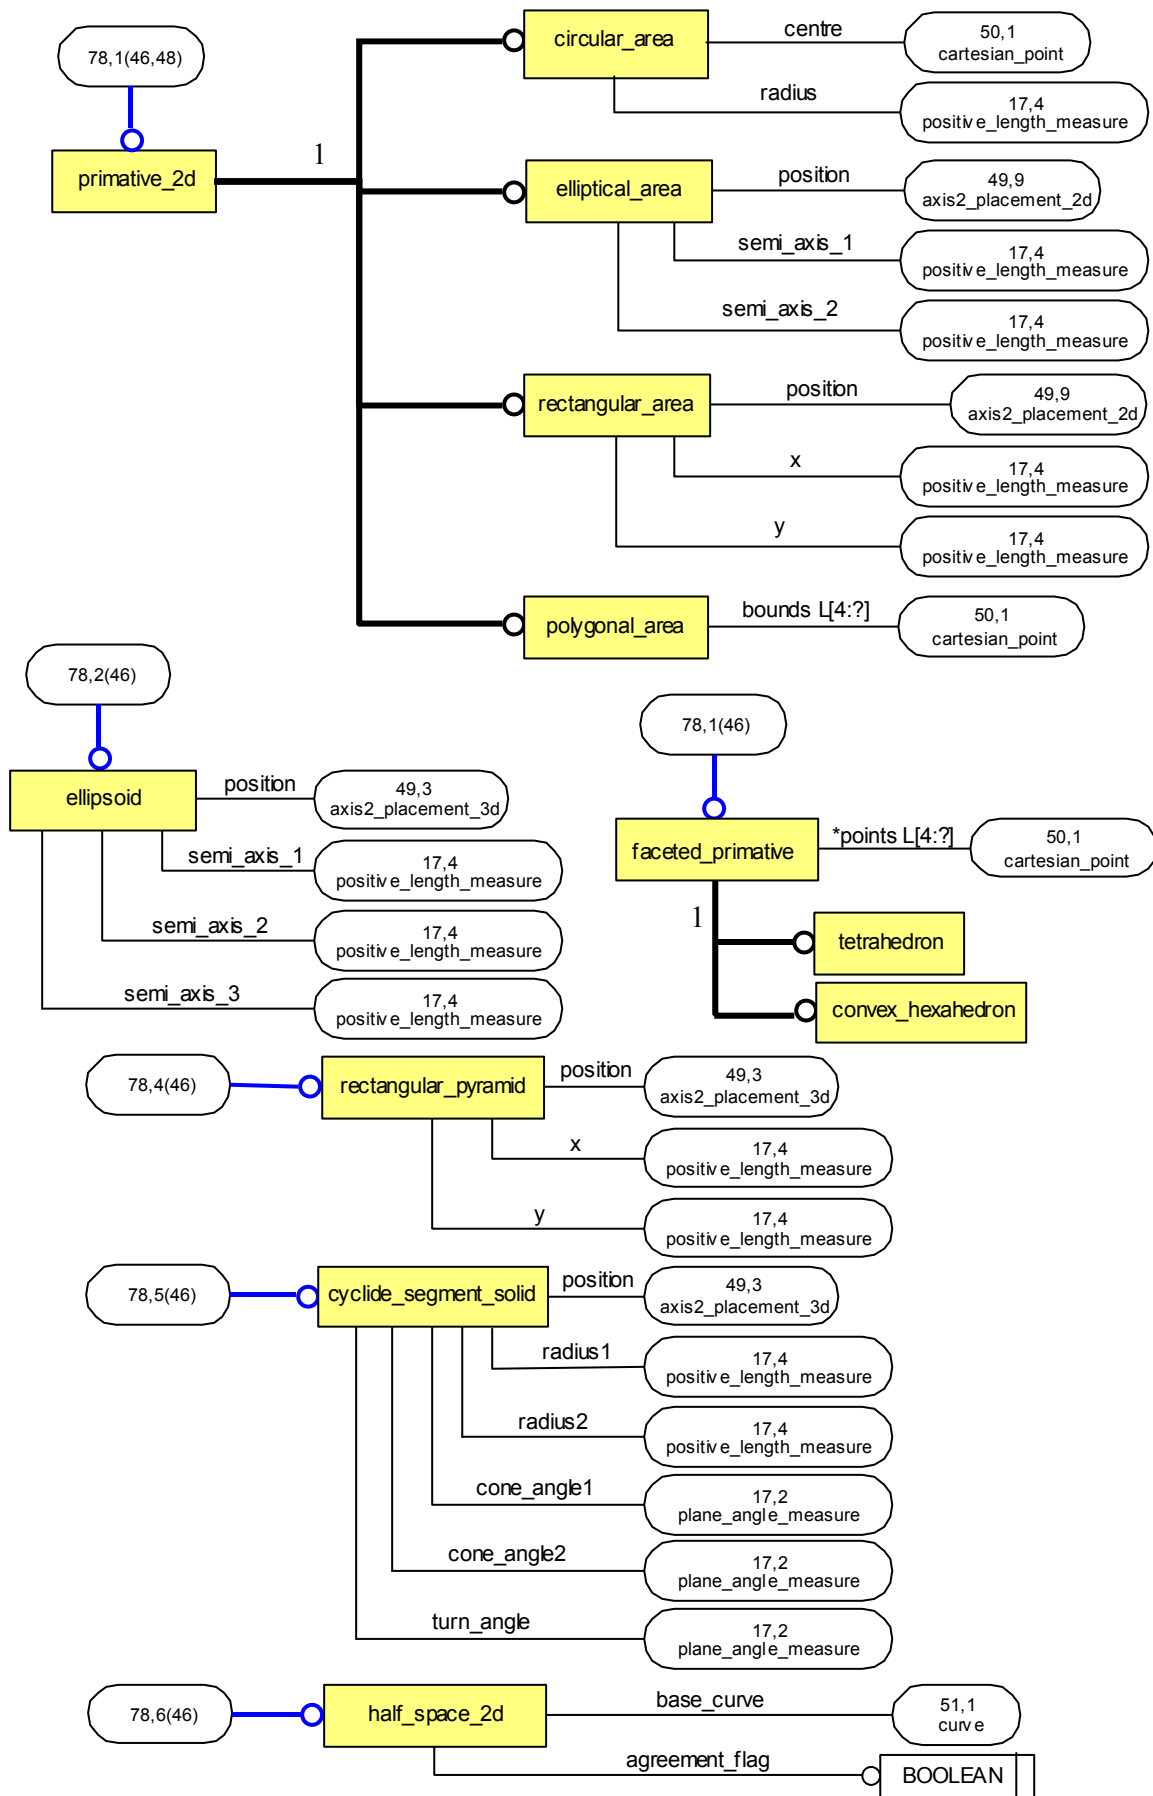 circular_area
centre
50,1
cartesian_point
78,1(46,48)
radius
17,4
positive_length_measure
1
primative_2d
elliptical_area
position
49,9
axis2_placement_2d
semi_axis_1
17,4
positive_length_measure
semi_axis_2
17,4
positive_length_measure
rectangular_area
position
49,9
axis2_placement_2d
x
17,4
positive_length_measure
y
17,4
positive_length_measure
polygonal_area
bounds L[4:?]
50,1
cartesian_point
78,2(46)
ellipsoid
position
49,3
axis2_placement_3d
semi_axis_1
17,4
positive_length_measure
semi_axis_2
17,4
positive_length_measure
semi_axis_3
17,4
positive_length_measure
78,1(46)
faceted_primative
*points L[4:?]
50,1
cartesian_point
1
tetrahedron
convex_hexahedron
78,4(46)
rectangular_pyramid
position
49,3
axis2_placement_3d
x
17,4
positive_length_measure
y
17,4
positive_length_measure
78,5(46)
cyclide_segment_solid
position
49,3
axis2_placement_3d
radius1
17,4
positive_length_measure
radius2
17,4
positive_length_measure
cone_angle1
17,2
plane_angle_measure
cone_angle2
17,2
plane_angle_measure
turn_angle
17,2
plane_angle_measure
78,6(46)
half_space_2d
base_curve
51,1
curve
agreement_flag
BOOLEAN